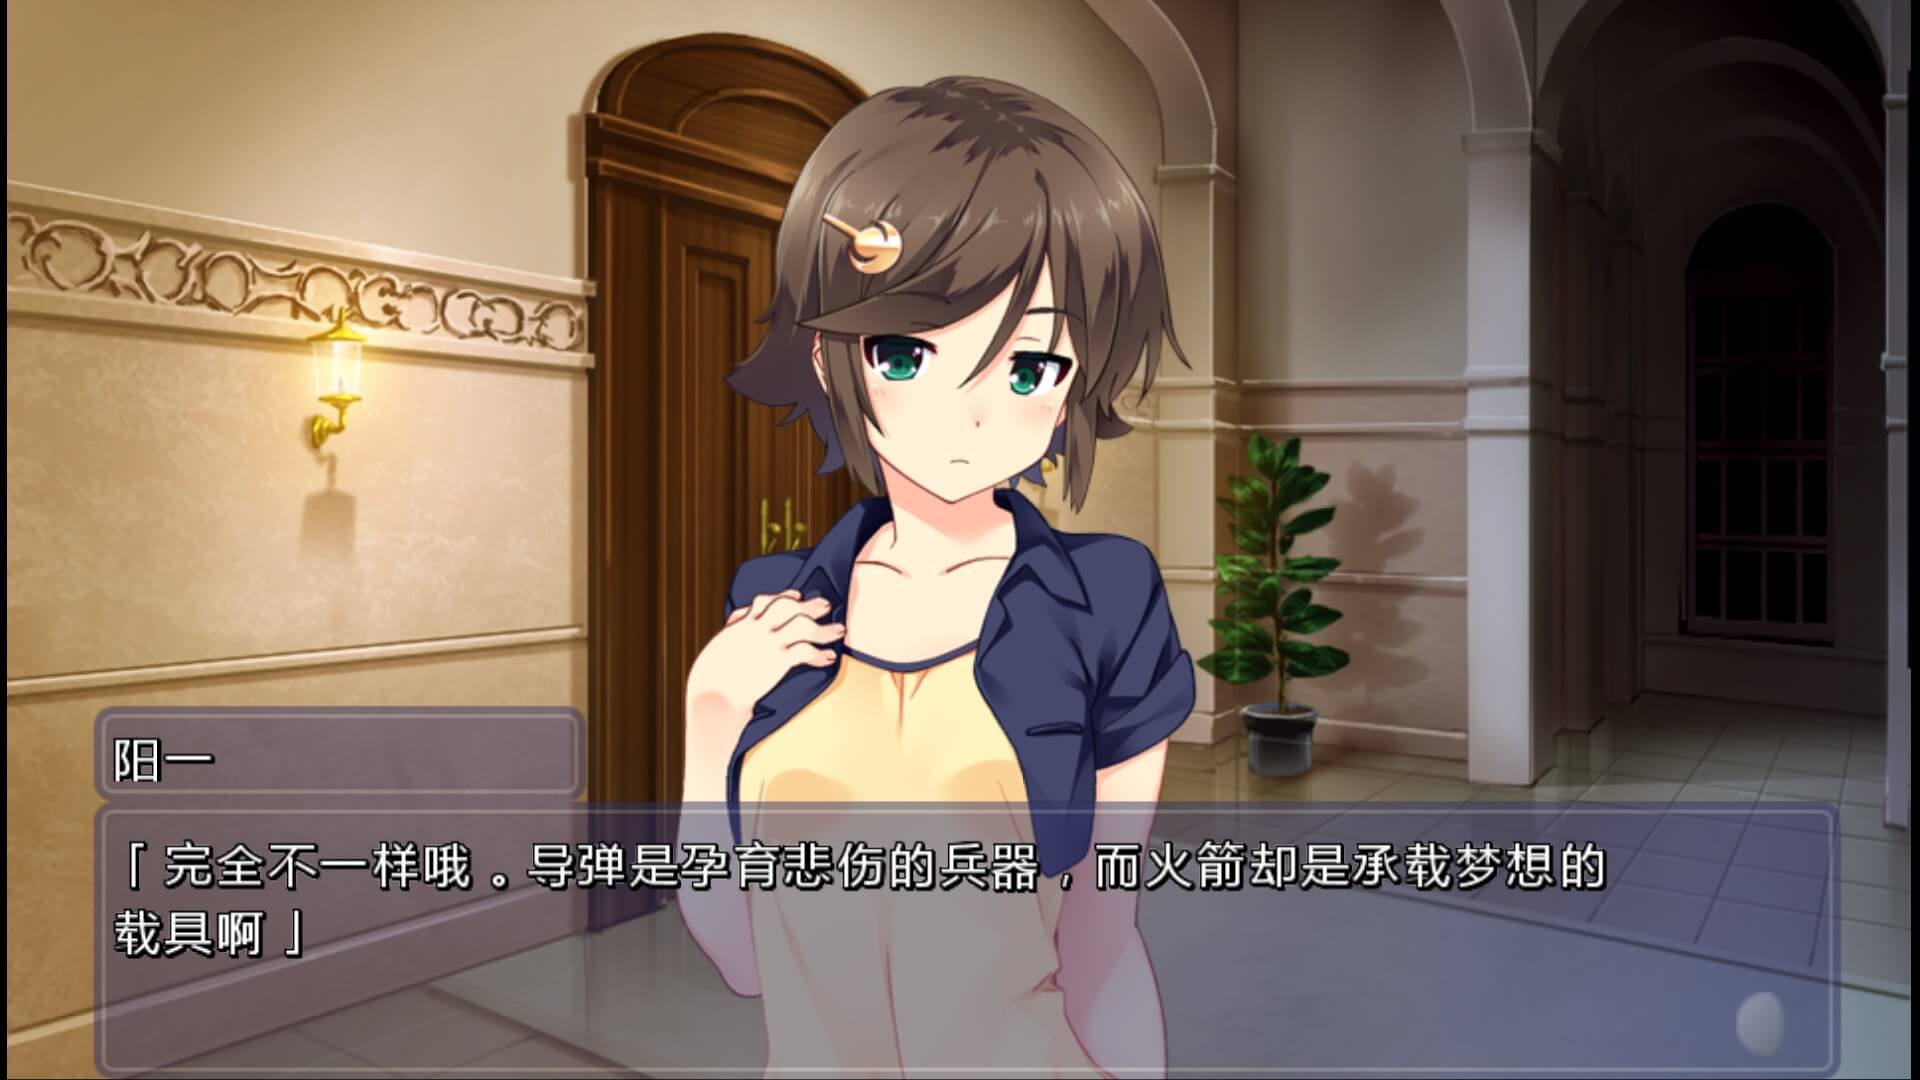 阳一
「 完全不一样哦 。导弹是孕育悲伤的兵器 , 而火箭却是承载梦想的
载具啊 」